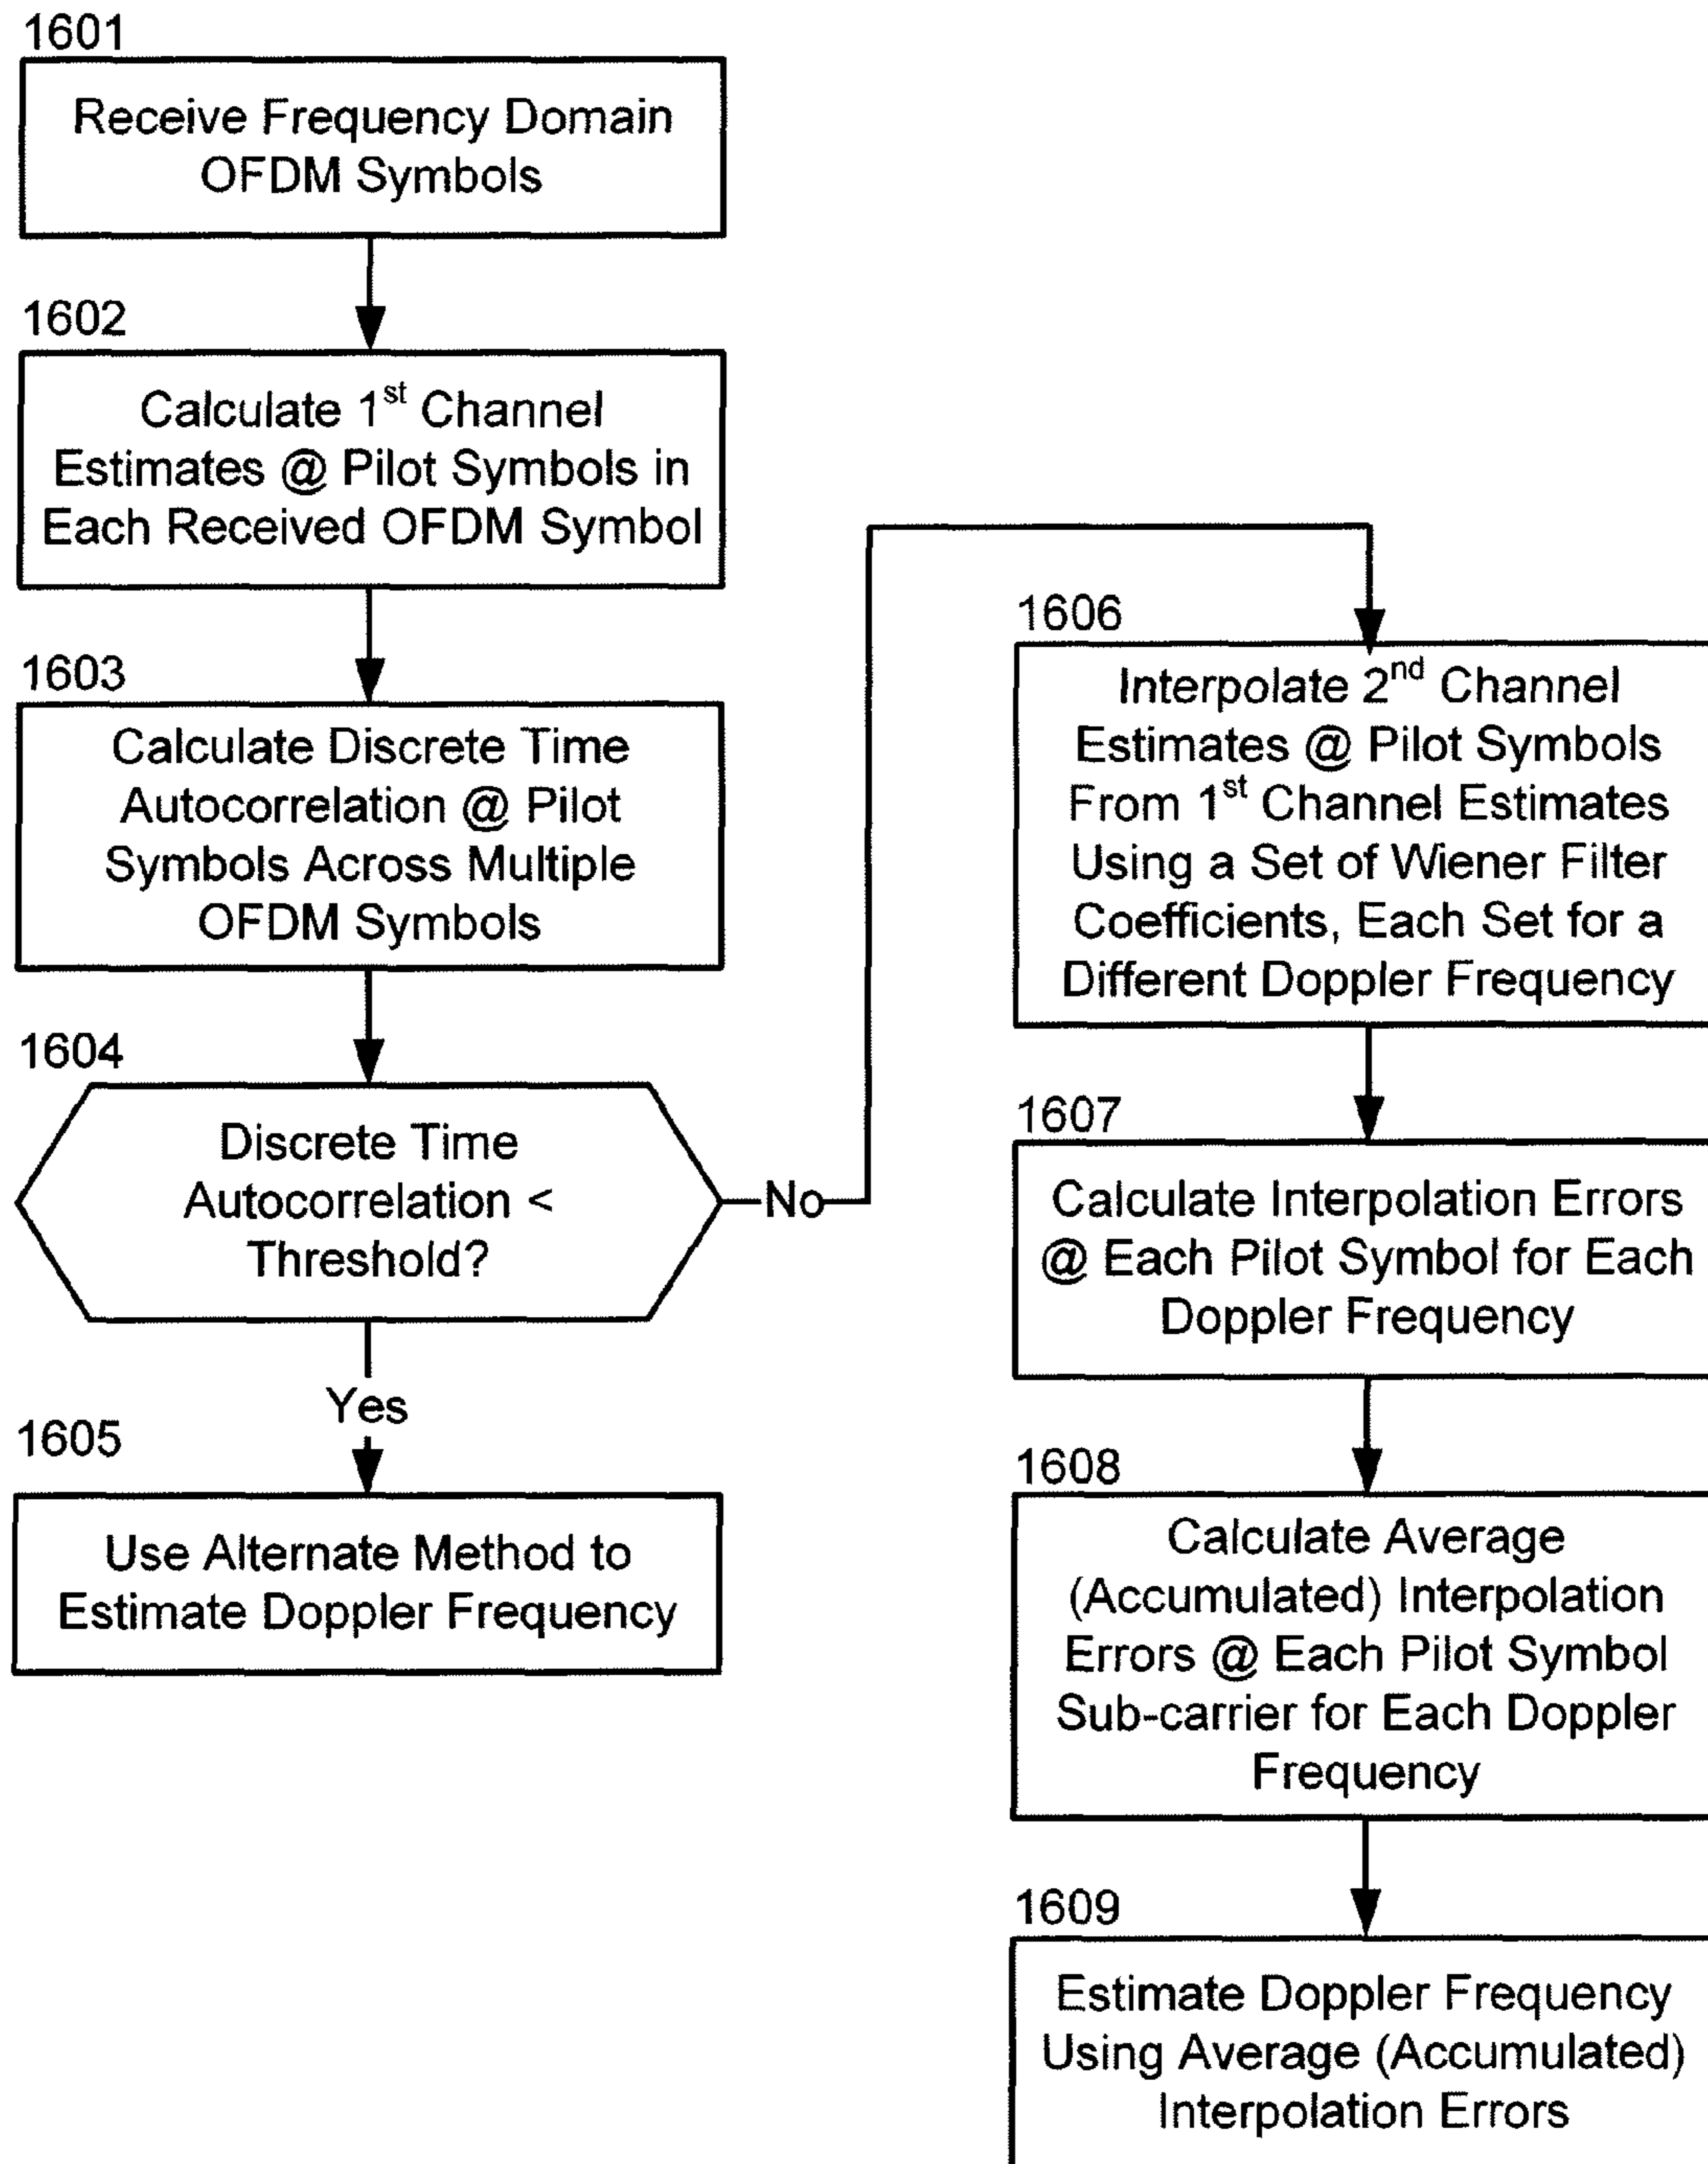 1601
Receive Frequency Domain
OFDM Symbols
1602
Calculate 1st Channel
Estimates @ Pilot Symbols in
Each Received OFDM Symbol
1603
Calculate Discrete Time
Autocorrelation @ Pilot
Symbols Across Multiple
OFDM Symbols
1604
Discrete Time
Autocorrelation <
Threshold?
No
Yes
1605
Use Alternate Method to
Estimate Doppler Frequency
1606
Interpolate 2nd Channel
Estimates @ Pilot Symbols
From 1st Channel Estimates
Using a Set of Wiener Filter
Coefficients, Each Set for a
Different Doppler Frequency
1607
Calculate Interpolation Errors
@ Each Pilot Symbol for Each
Doppler Frequency
1608
Calculate Average
(Accumulated) Interpolation
Errors @ Each Pilot Symbol
Sub-carrier for Each Doppler
Frequency
1609
Estimate Doppler Frequency
Using Average (Accumulated)
Interpolation Errors